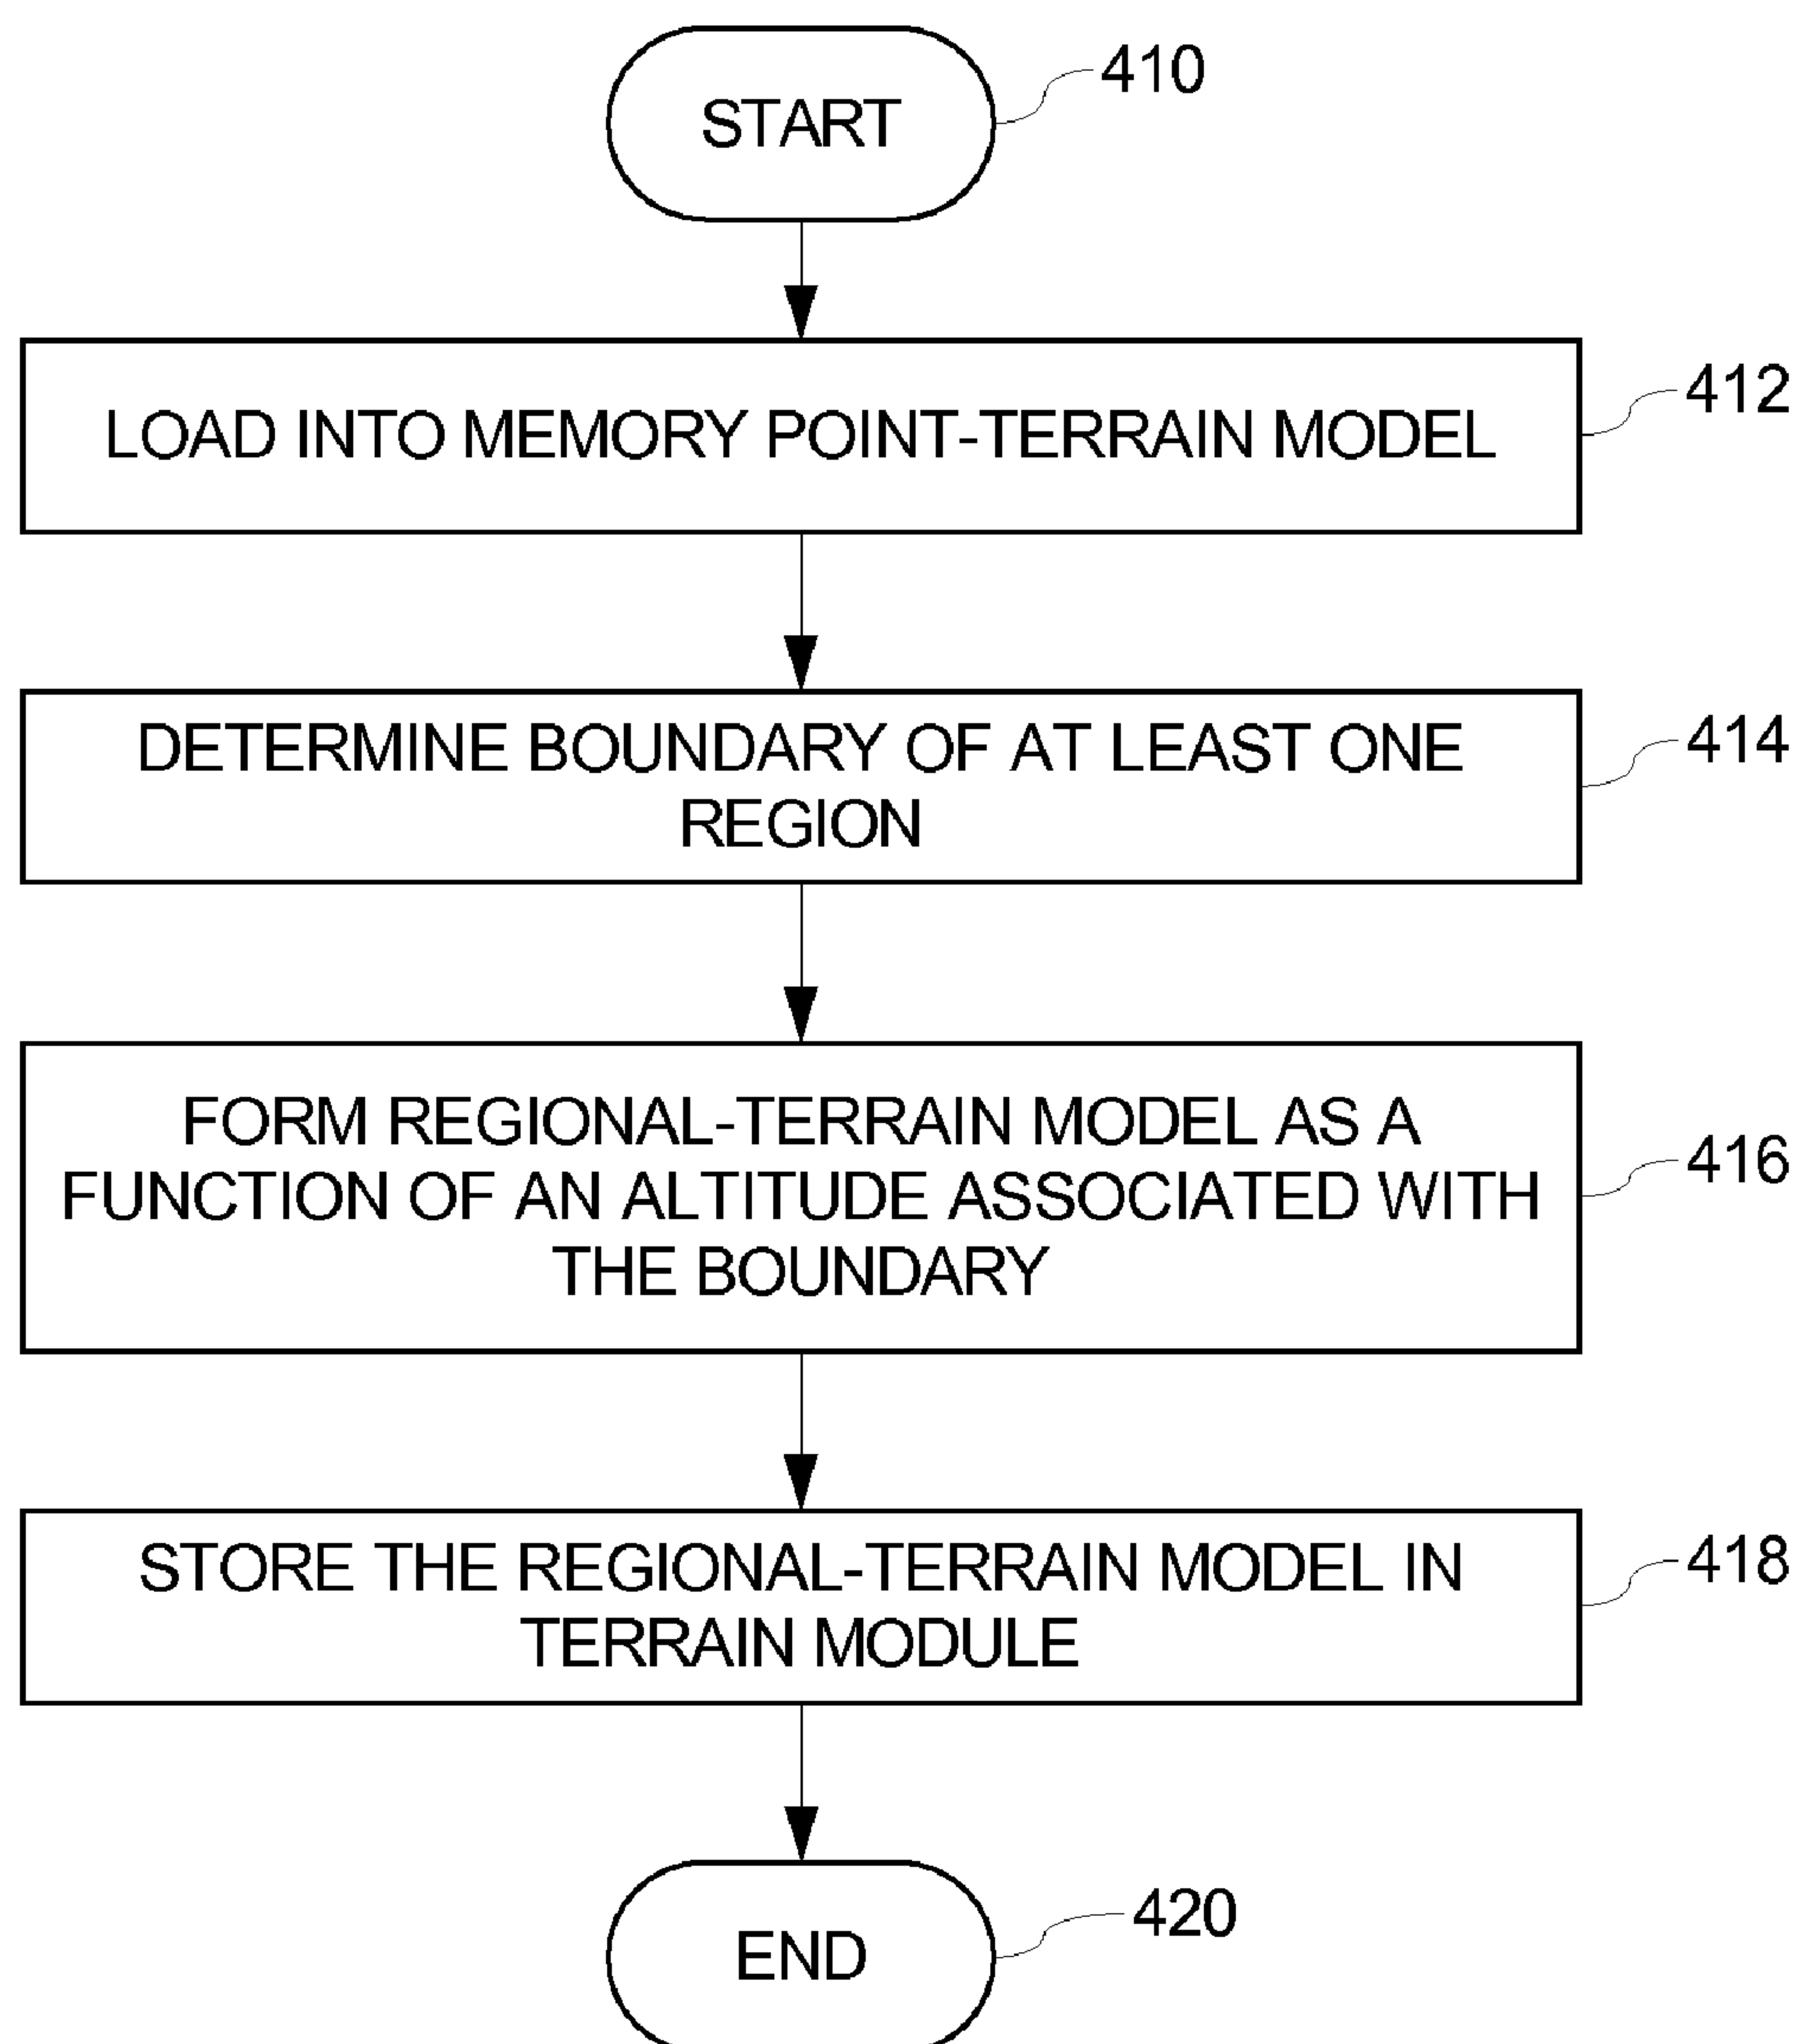 START
410
LOAD INTO MEMORY POINT-TERRAIN MODEL
412
DETERMINE BOUNDARY OF AT LEAST ONE
REGION
414
FORM REGIONAL-TERRAIN MODEL AS A
FUNCTION OF AN ALTITUDE ASSOCIATED WITH
THE BOUNDARY
416
STORE THE REGIONAL-TERRAIN MODEL IN
TERRAIN MODULE
418
END
420